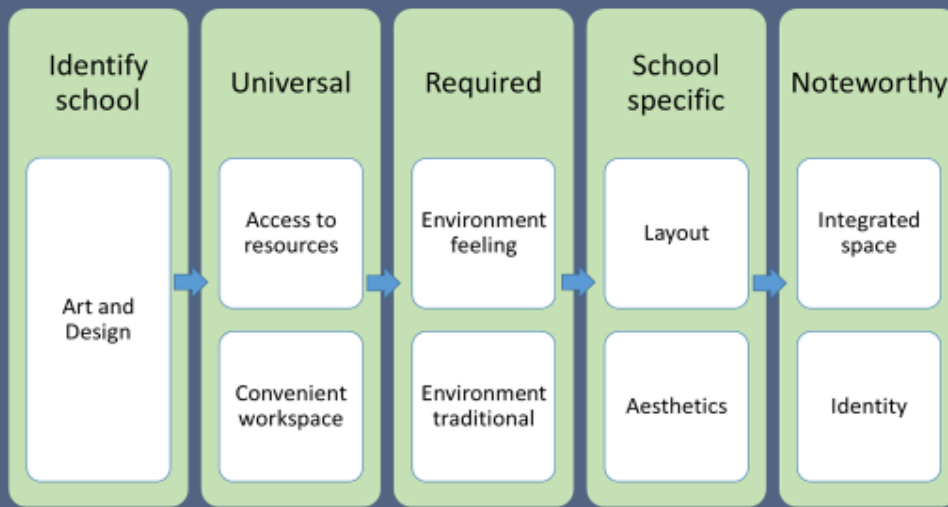 Identify
school
Art and
Design
Universal
Access to
resources
Convenient
workspace
Required
Environment
feeling
Environment
traditional
School
specific
Layout
Aesthetics
Noteworthy
Integrated
space
Identity